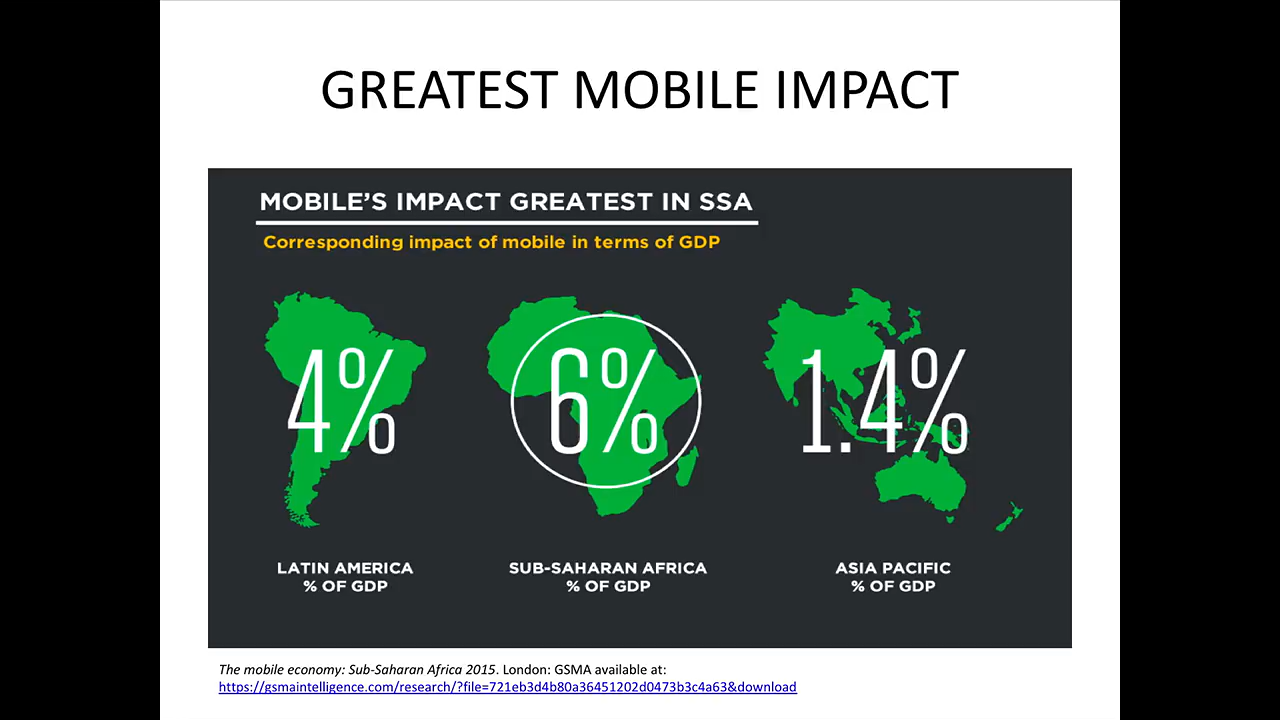 GREATEST MOBILE IMPACT
MOBILE'S IMPACT GREATEST IN SSA
Corresponding impact of mobile in terms of GDP
4%
6%
1.4%
LATIN AMERICA
% OF GDP
SUB-SAHARAN AFRICA
% OF GDP
ASIA PACIFIC
% OF GDP
The mobile economy: Sub-Saharan Africa 2015. London: GSMA available at:
https://gsmaintelligence.com/research/?file=721eb3d4b80a36451202d0473b3c4a63&download